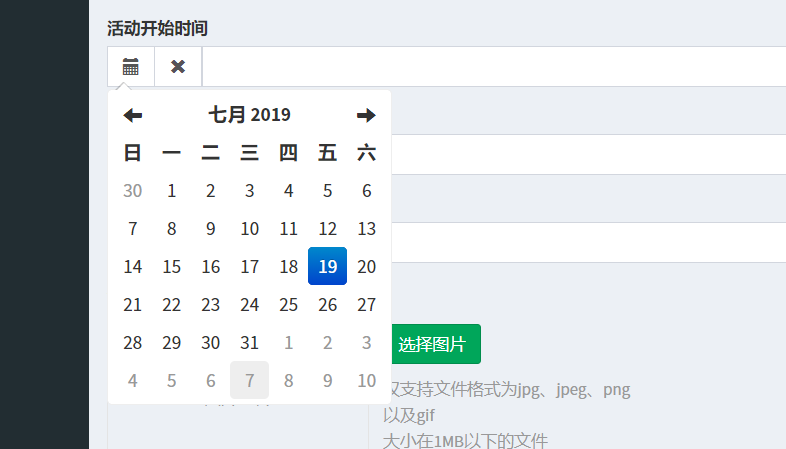 活动开始时间
七月 2019
日 一 二 三 四 五 六
30 1 2 3 4 5 6
7 8 9 10 11 12 13
14 15 16 17 18 19 20
21 22 23 24 25 26 27
28 29 30 31 1 2 3
4 5 6 7 8 9 10
选择图片
仅支持文件格式为jpg、jpeg、png
以及gif
大小在1MB以下的文件